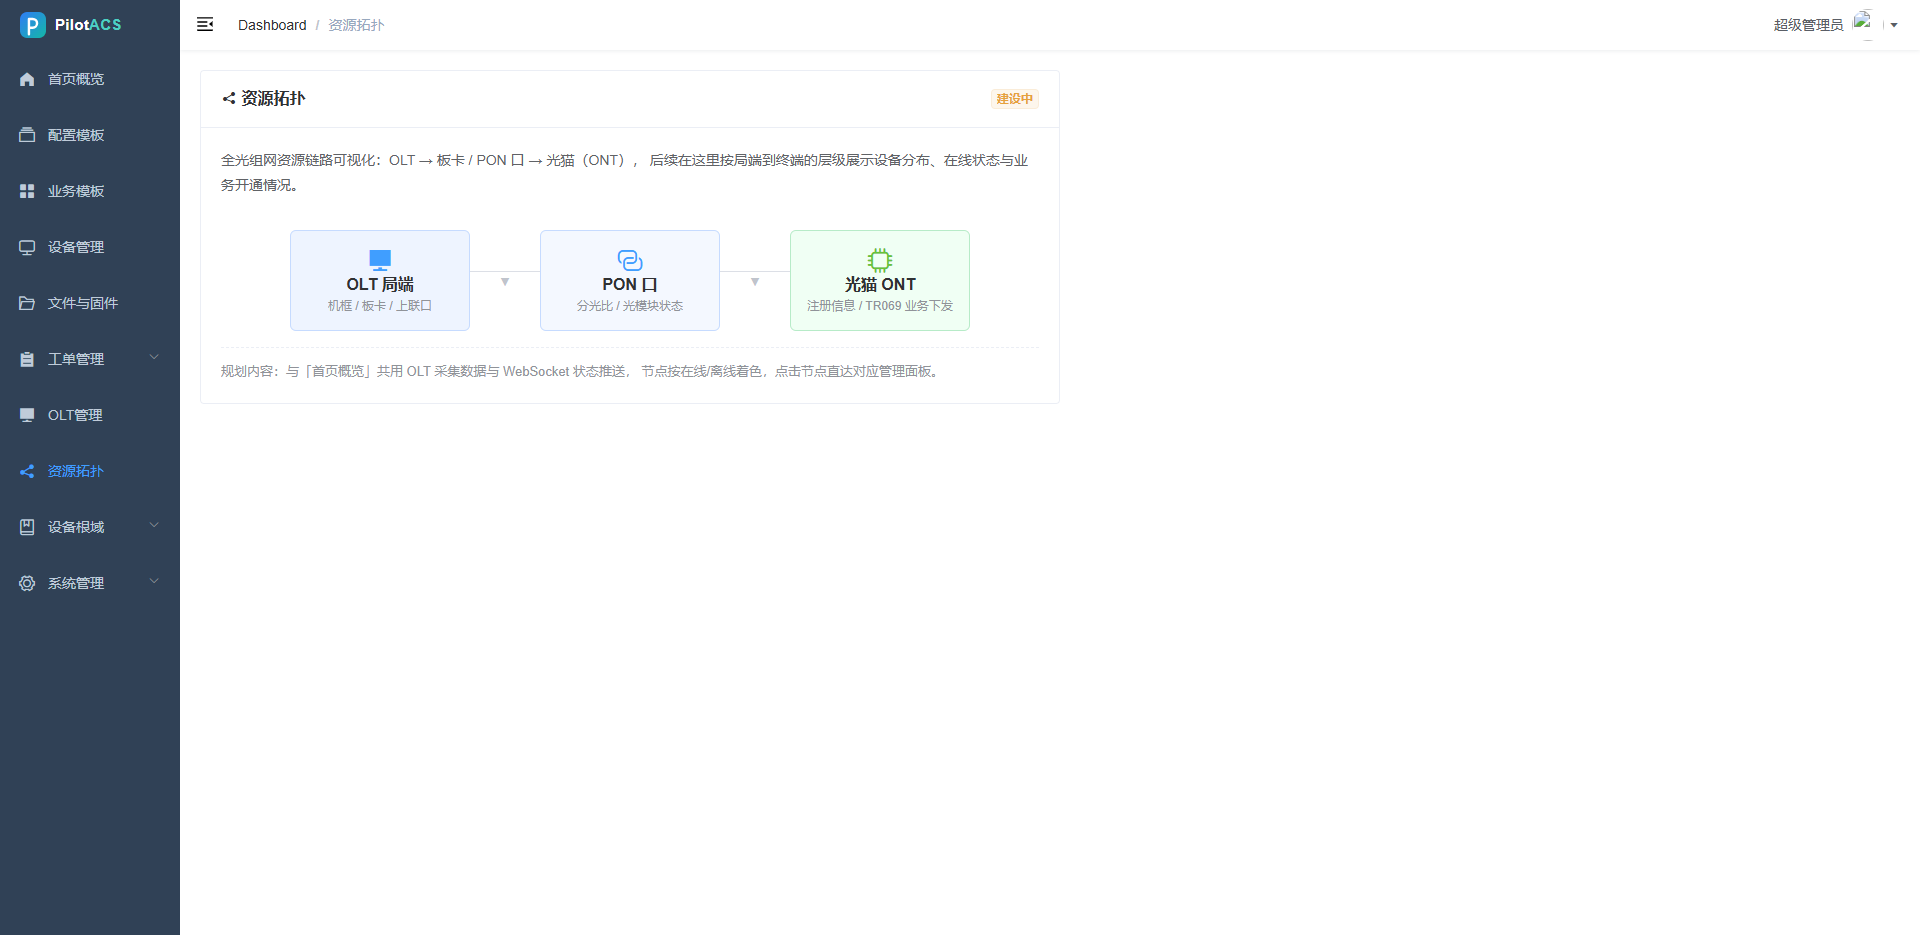 PilotACS
Dashboard / 资源拓扑
超级管理员
首页概览
配置模板
业务模板
设备管理
文件与固件
工单管理
OLT管理
资源拓扑
设备根域
系统管理
资源拓扑
建设中
全光组网资源链路可视化：OLT → 板卡 / PON 口 → 光猫（ONT）， 后续在这里按局端到终端的层级展示设备分布、在线状态与业
务开通情况。
OLT 局端
机框 / 板卡 / 上联口
PON 口
分光比 / 光模块状态
光猫 ONT
注册信息 / TR069 业务下发
规划内容：与「首页概览」共用 OLT 采集数据与 WebSocket 状态推送， 节点按在线/离线着色，点击节点直达对应管理面板。